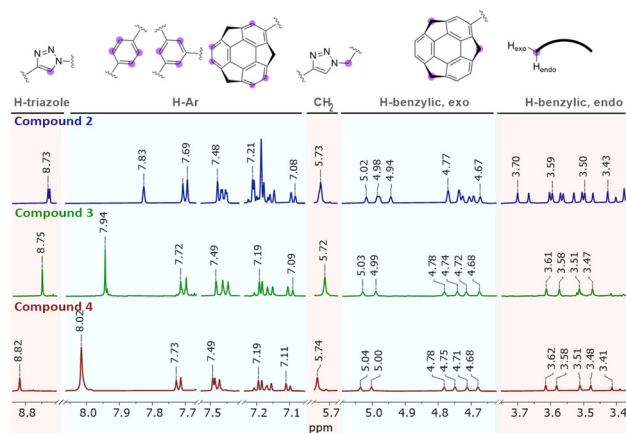 N=N
N
N=N
N
H exo
H endo
H-triazole H-Ar CH2 H-benzylic, exo H-benzylic, endo
Compound 2
8.73 7.83 7.69 7.48 7.21 7.08 5.73 5.02 4.98 4.94 4.77 4.67 3.70 3.59 3.50 3.43
Compound 3
8.75 7.94 7.72 7.49 7.19 7.09 5.72 5.03 4.99 4.78 4.74 4.72 4.68 3.61 3.58 3.51 3.47
Compound 4
8.82 8.02 7.73 7.49 7.19 7.11 5.74 5.04 5.00 4.78 4.75 4.71 4.68 3.62 3.58 3.51 3.48 3.41
8.8 8.0 7.9 7.8 7.7 7.5 7.2 7.1 5.7 5.0 4.9 4.8 4.7 3.7 3.6 3.5 3.4
ppm